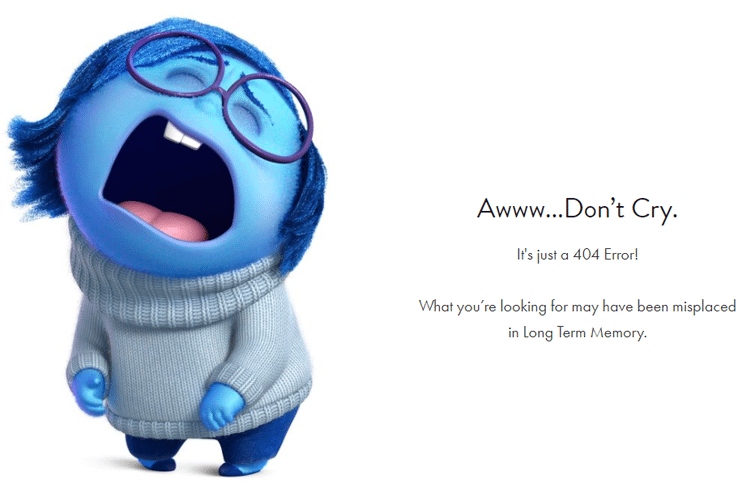 Awww...Don’t Cry.
It's just a 404 Error!
What you’re looking for may have been misplaced
in Long Term Memory.